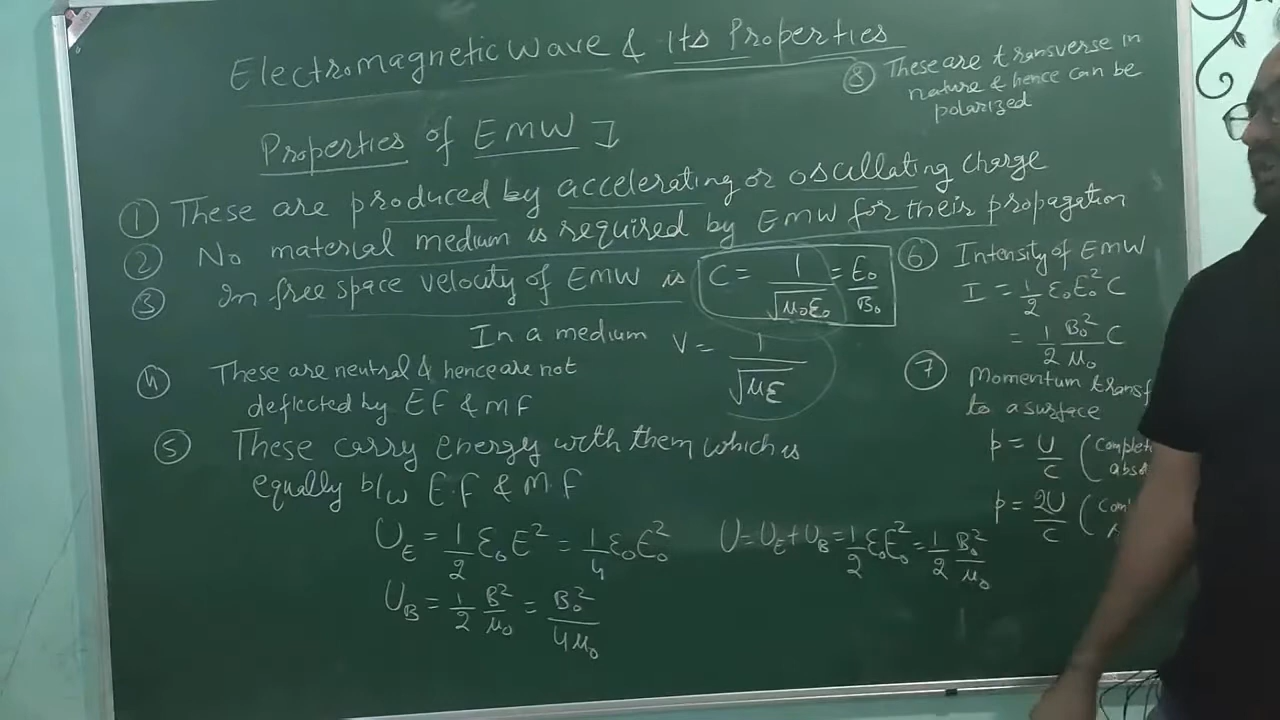 Electromagnetic Wave & Its Properties
⑧ These are transverse in
nature & hence can be
polarized
Properties of EMW I
① These are produced by accelerating or oscillating charge
② No material medium is required by EMW for their propagation
③ In free space velocity of EMW is C = 1/√μ₀ε₀ = E₀/B₀
In a medium V = 1/√με
④ These are neutral & hence are not
deflected by EF & MF
⑤ These carry energy with them which is
equally b/w E.F & M.F
U_E = 1/2 ε₀E² = 1/4 ε₀E₀²
U_B = 1/2 B²/μ₀ = B₀²/4μ₀
U = U_E + U_B = 1/2 ε₀E₀² = 1/2 B₀²/μ₀
⑥ Intensity of EMW
I = 1/2 ε₀E₀² C
= 1/2 B₀²/μ₀ C
⑦ Momentum transf
to a surface
p = U/C (Complet
abso
p = 2U/C (Com